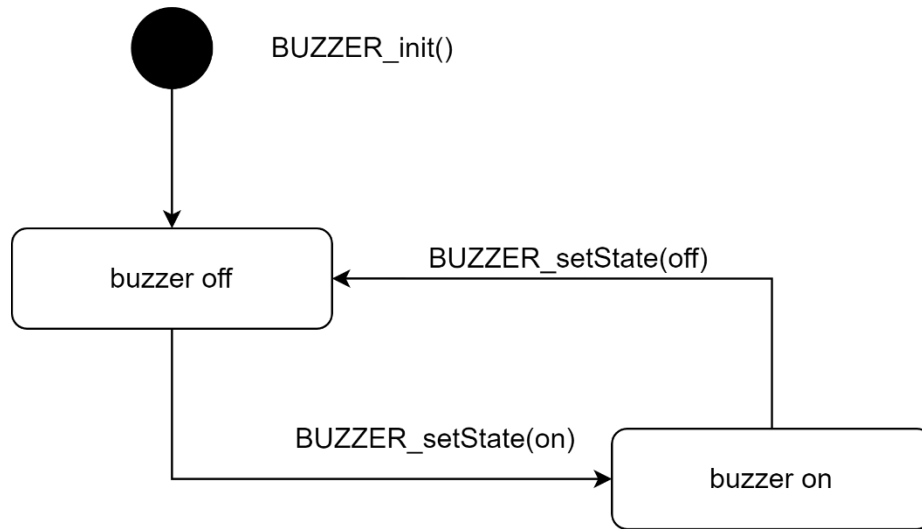 BUZZER_init()
buzzer off
BUZZER_setState(off)
BUZZER_setState(on)
buzzer on